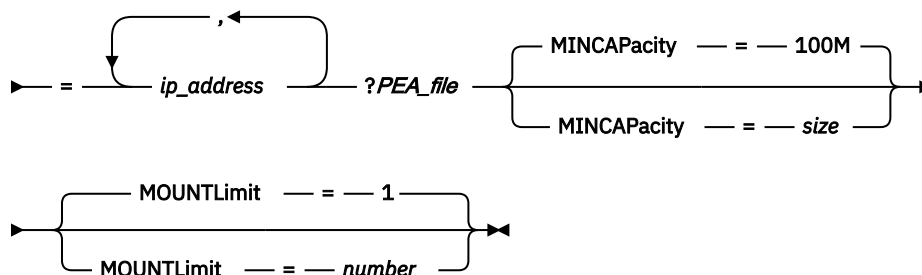 ,
MINCAPacity = 100M
= ip_address ?PEA_file
MINCAPacity = size
MOUNTLimit = 1
MOUNTLimit = number